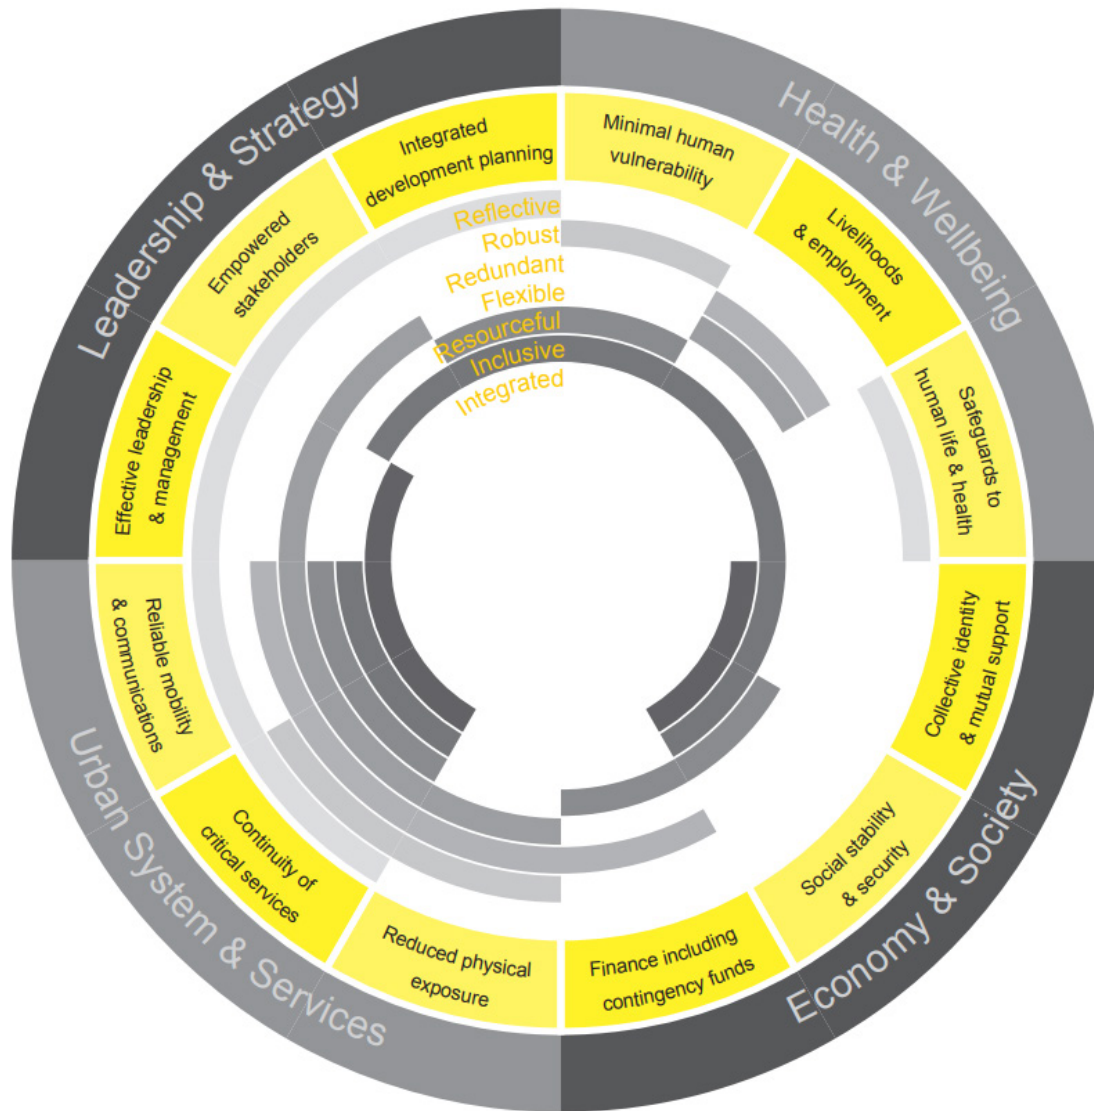 Leadership & Strategy
Health & Wellbeing
Economy & Society
Urban System & Services
Integrated
development planning
Minimal human
vulnerability
Livelihoods
& employment
Safeguards to
human life & health
Collective identity
& mutual support
Social stability
& security
Finance including
contingency funds
Reduced physical
exposure
Continuity of
critical services
Reliable mobility
& communications
Effective leadership
& management
Empowered
stakeholders
Reflective
Robust
Redundant
Flexible
Resourceful
Inclusive
Integrated